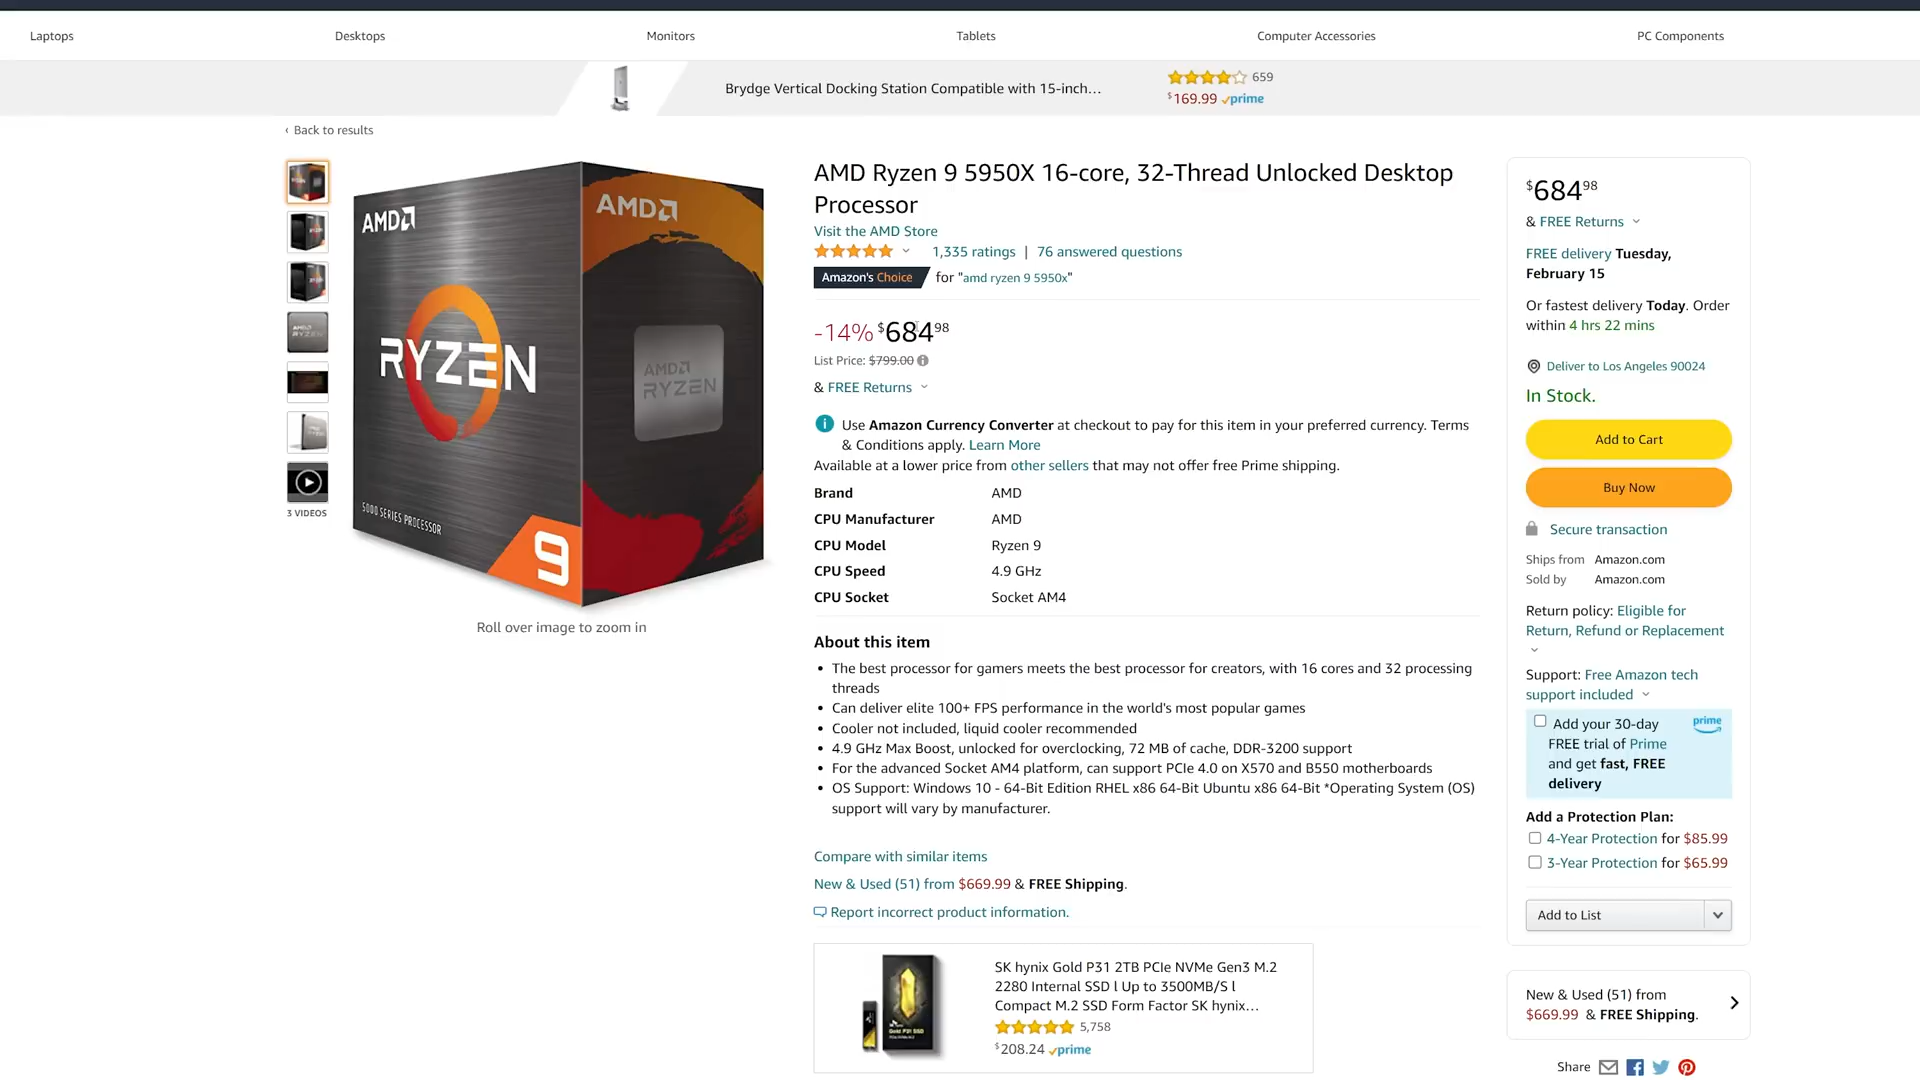 Laptops
Desktops
Monitors
Tablets
Computer Accessories
PC Components
Brydge Vertical Docking Station Compatible with 15-inch…
659
$169.99 prime
‹ Back to results
AMD
RYZEN
5000 SERIES PROCESSOR
9
AMD
AMD
RYZEN
3 VIDEOS
Roll over image to zoom in
AMD Ryzen 9 5950X 16-core, 32-Thread Unlocked Desktop
Processor
Visit the AMD Store
1,335 ratings | 76 answered questions
Amazon's Choice for "amd ryzen 9 5950x"
-14% $684 98
List Price: $799.00
& FREE Returns
Use Amazon Currency Converter at checkout to pay for this item in your preferred currency. Terms
& Conditions apply. Learn More
Available at a lower price from other sellers that may not offer free Prime shipping.
Brand AMD
CPU Manufacturer AMD
CPU Model Ryzen 9
CPU Speed 4.9 GHz
CPU Socket Socket AM4
About this item
• The best processor for gamers meets the best processor for creators, with 16 cores and 32 processing
threads
• Can deliver elite 100+ FPS performance in the world's most popular games
• Cooler not included, liquid cooler recommended
• 4.9 GHz Max Boost, unlocked for overclocking, 72 MB of cache, DDR-3200 support
• For the advanced Socket AM4 platform, can support PCIe 4.0 on X570 and B550 motherboards
• OS Support: Windows 10 - 64-Bit Edition RHEL x86 64-Bit Ubuntu x86 64-Bit *Operating System (OS)
support will vary by manufacturer.
Compare with similar items
New & Used (51) from $669.99 & FREE Shipping.
Report incorrect product information.
SK hynix Gold P31 2TB PCIe NVMe Gen3 M.2
2280 Internal SSD l Up to 3500MB/S l
Compact M.2 SSD Form Factor SK hynix…
5,758
$208.24 prime
$684 98
& FREE Returns
FREE delivery Tuesday,
February 15
Or fastest delivery Today. Order
within 4 hrs 22 mins
Deliver to Los Angeles 90024
In Stock.
Add to Cart
Buy Now
Secure transaction
Ships from Amazon.com
Sold by Amazon.com
Return policy: Eligible for
Return, Refund or Replacement
Support: Free Amazon tech
support included
Add your 30-day
FREE trial of Prime
and get fast, FREE
delivery
prime
Add a Protection Plan:
4-Year Protection for $85.99
3-Year Protection for $65.99
Add to List
New & Used (51) from
$669.99 & FREE Shipping.
Share